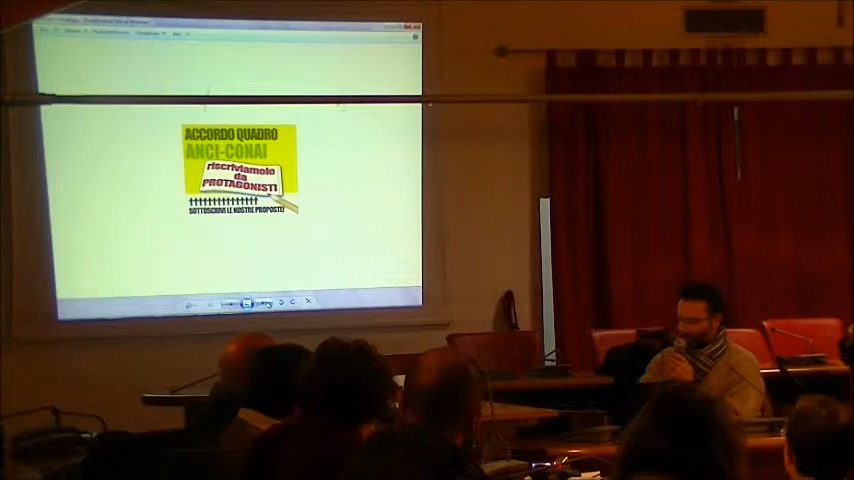 ACCORDO QUADRO
ANCI-CONAI
riscriviamolo
da
PROTAGONISTI
SOTTOSCRIVI LE NOSTRE PROPOSTE!